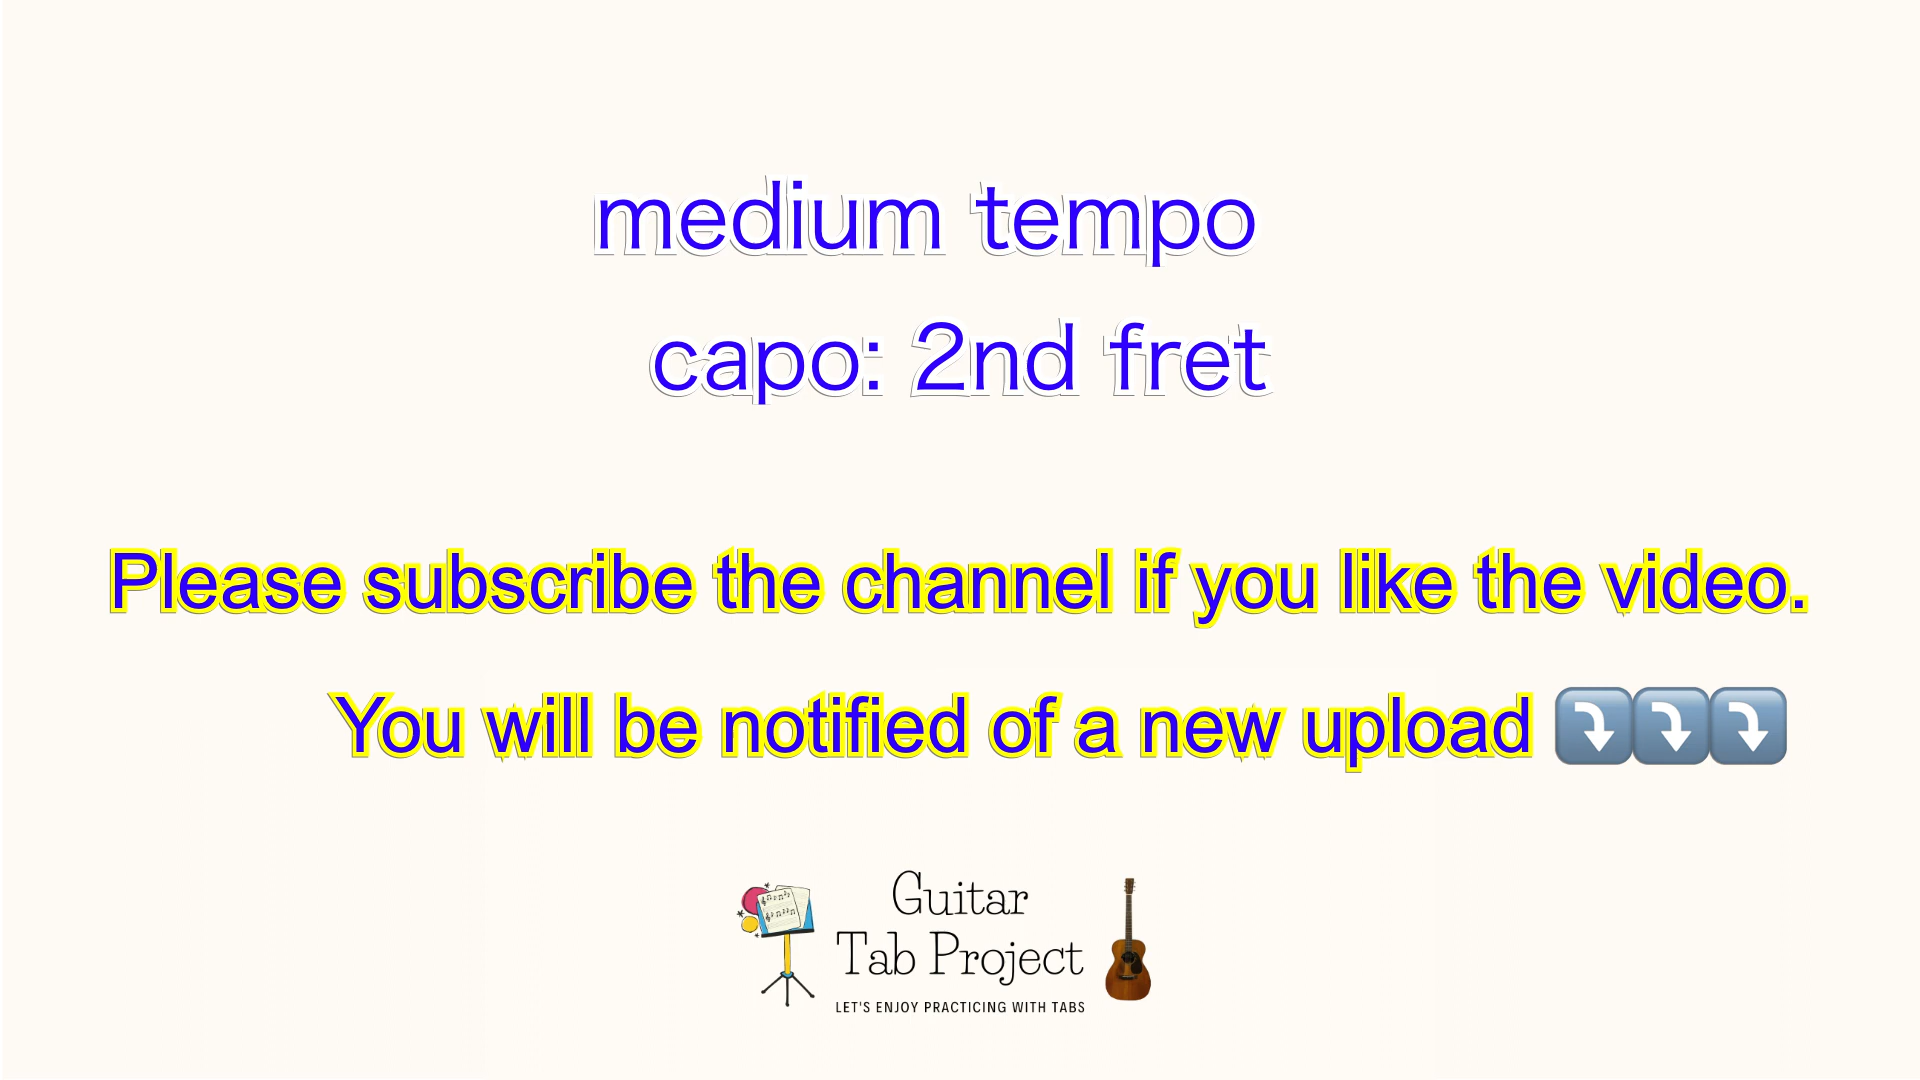 medium tempo
capo: 2nd fret
Please subscribe the channel if you like the video.
You will be notified of a new upload ⤵️⤵️⤵️
Guitar
Tab Project
LET'S ENJOY PRACTICING WITH TABS